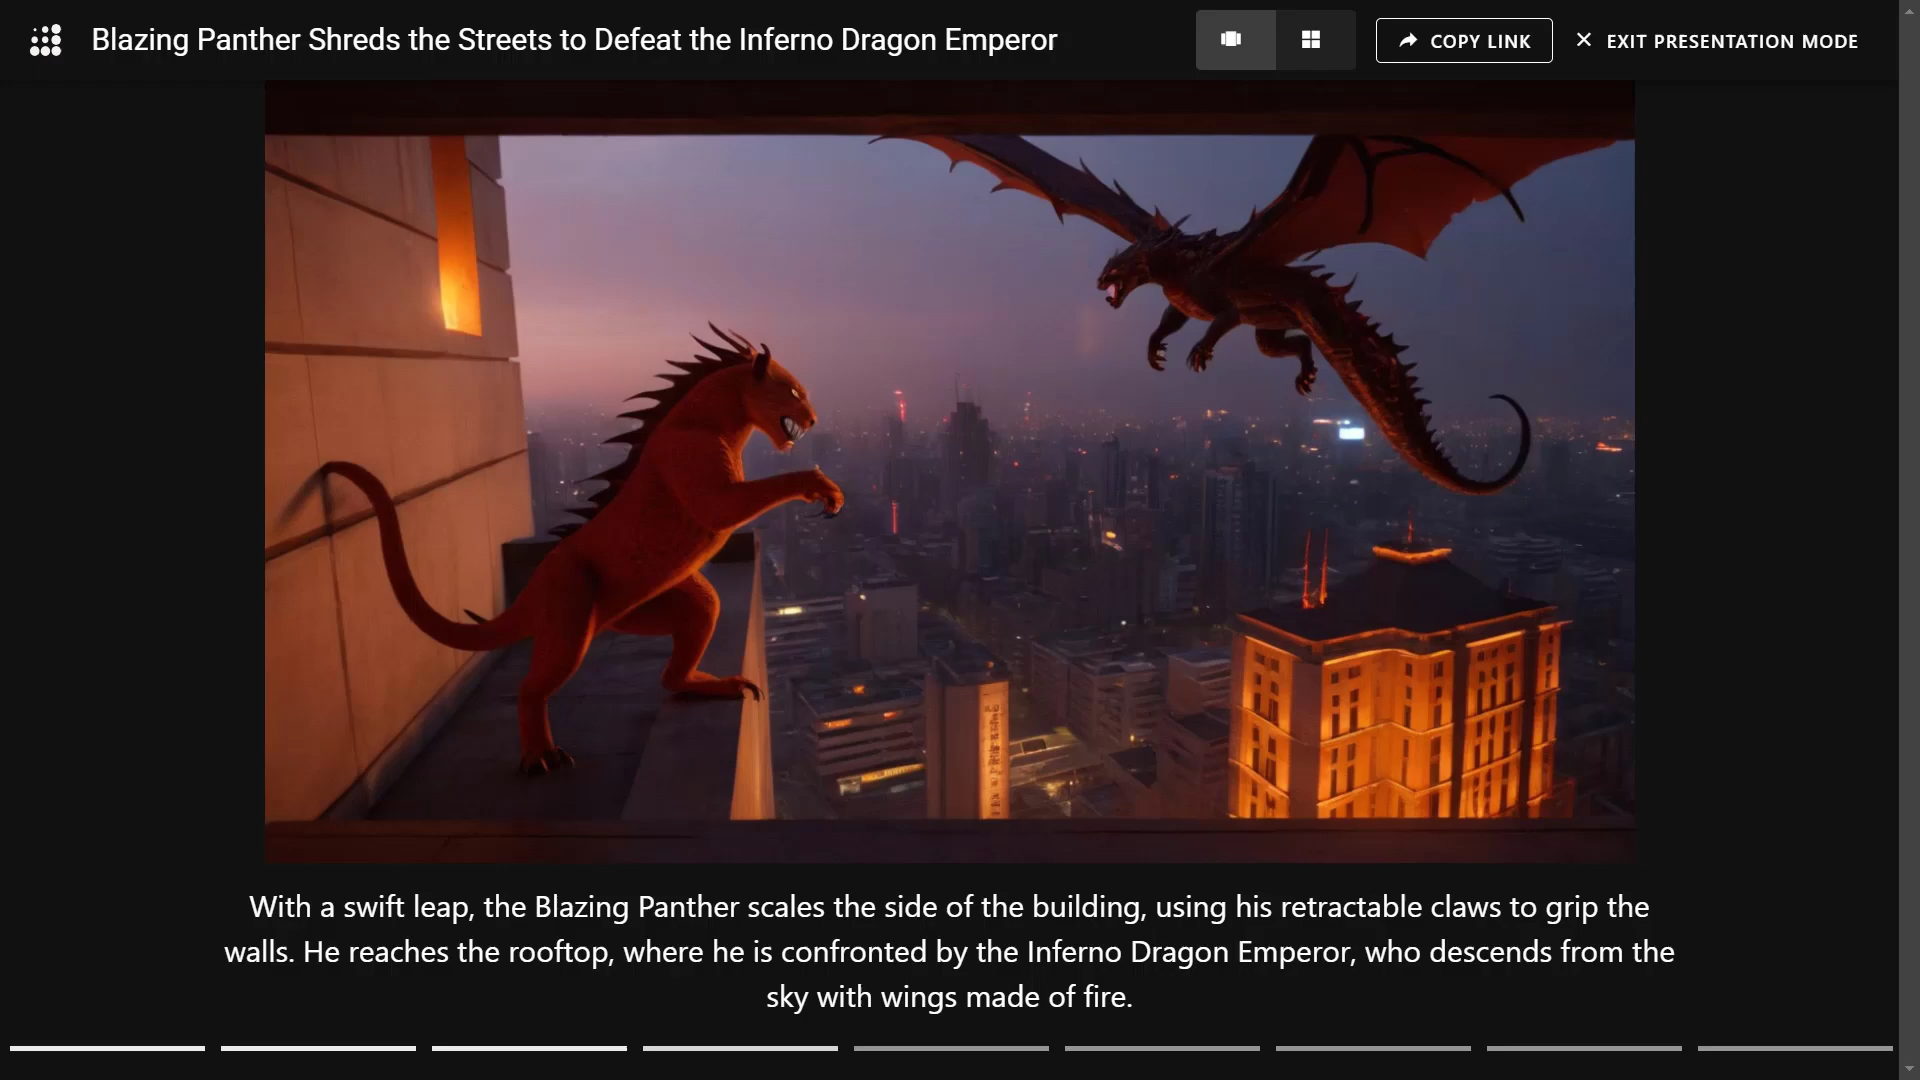 Blazing Panther Shreds the Streets to Defeat the Inferno Dragon Emperor
COPY LINK
EXIT PRESENTATION MODE
With a swift leap, the Blazing Panther scales the side of the building, using his retractable claws to grip the
walls. He reaches the rooftop, where he is confronted by the Inferno Dragon Emperor, who descends from the
sky with wings made of fire.